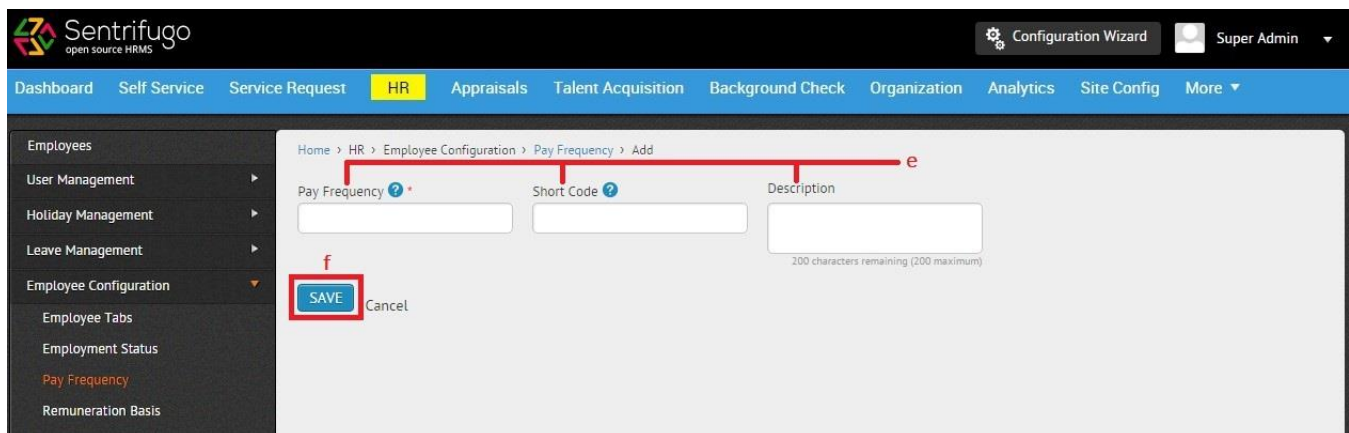 Sentrifugo
open source HRMS
Configuration Wizard
Super Admin
Dashboard Self Service Service Request HR Appraisals Talent Acquisition Background Check Organization Analytics Site Config More ▼
Employees
User Management
Holiday Management
Leave Management
Employee Configuration
Employee Tabs
Employment Status
Pay Frequency
Remuneration Basis
Home › HR › Employee Configuration › Pay Frequency › Add
e
Pay Frequency ? * Short Code ? Description
200 characters remaining (200 maximum)
f
SAVE Cancel